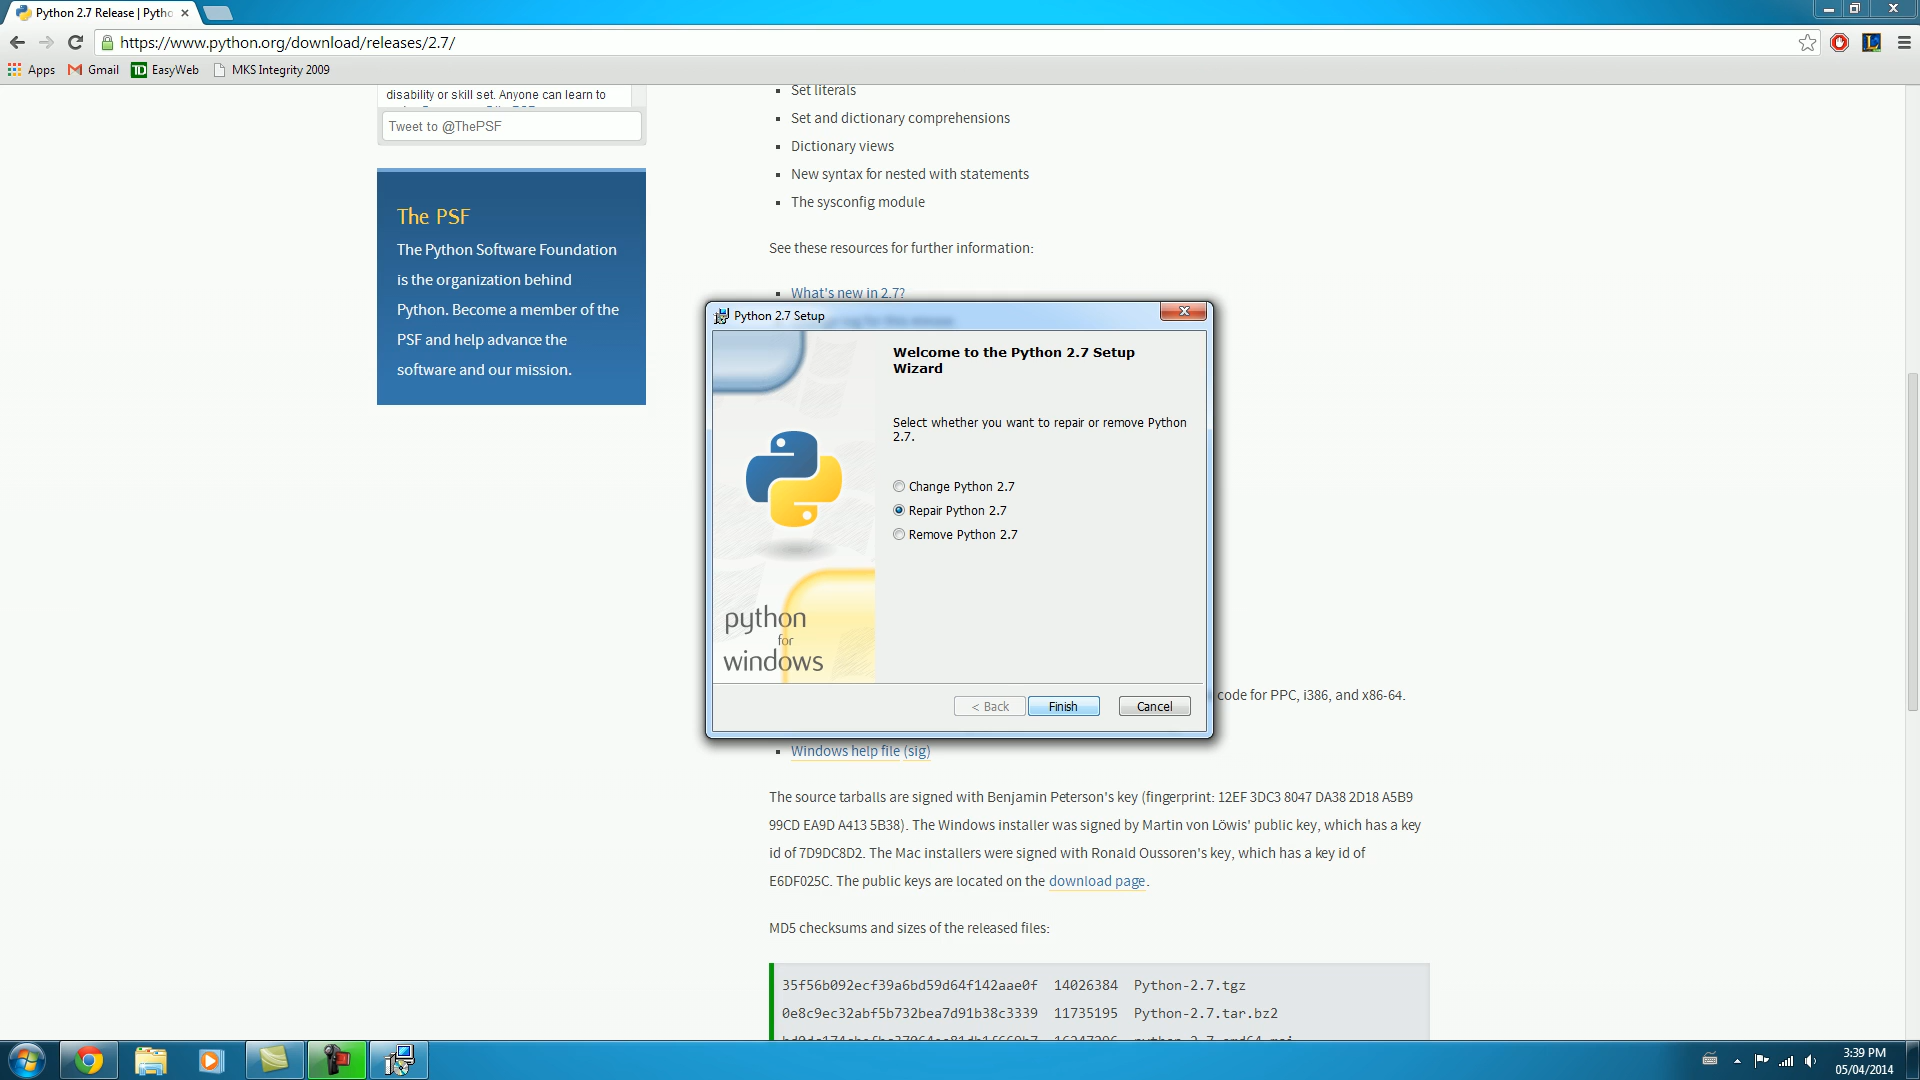 Python 2.7 Release | Pytho
https://www.python.org/download/releases/2.7/
Apps
Gmail
TD EasyWeb
MKS Integrity 2009
disability or skill set. Anyone can learn to
Tweet to @ThePSF
The PSF
The Python Software Foundation
is the organization behind
Python. Become a member of the
PSF and help advance the
software and our mission.
Set literals
Set and dictionary comprehensions
Dictionary views
New syntax for nested with statements
The sysconfig module
See these resources for further information:
What's new in 2.7?
Python 2.7 Setup
Welcome to the Python 2.7 Setup
Wizard
Select whether you want to repair or remove Python
2.7.
Change Python 2.7
Repair Python 2.7
Remove Python 2.7
python
for
windows
< Back
Finish
Cancel
code for PPC, i386, and x86-64.
Windows help file (sig)
The source tarballs are signed with Benjamin Peterson's key (fingerprint: 12EF 3DC3 8047 DA38 2D18 A5B9
99CD EA9D A413 5B38). The Windows installer was signed by Martin von Löwis' public key, which has a key
id of 7D9DC8D2. The Mac installers were signed with Ronald Oussoren's key, which has a key id of
E6DF025C. The public keys are located on the download page.
MD5 checksums and sizes of the released files:
35f56b092ecf39a6bd59d64f142aae0f 14026384 Python-2.7.tgz
0e8c9ec32abf5b732bea7d91b38c3339 11735195 Python-2.7.tar.bz2
3:39 PM
05/04/2014